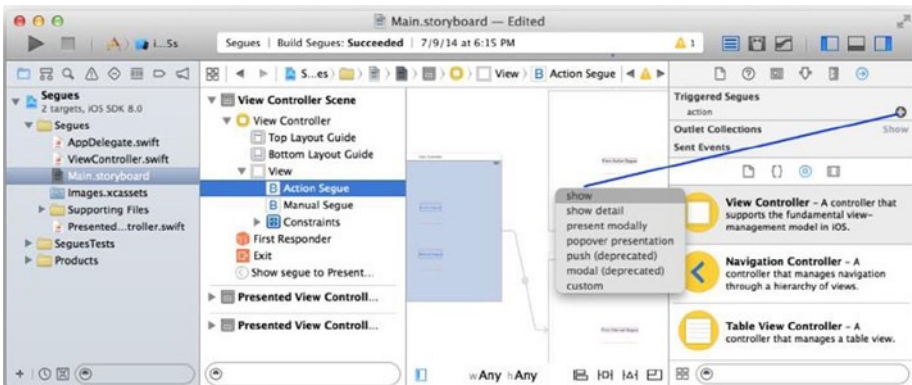 Main.storyboard — Edited
i...5s
Segues | Build Segues: Succeeded | 7/9/14 at 6:15 PM
1
S...es) View B Action Segue
Segues
2 targets, iOS SDK 8.0
Segues
AppDelegate.swift
ViewController.swift
Main.storyboard
Images.xcassets
Supporting Files
Presented...troller.swift
SeguesTests
Products
View Controller Scene
View Controller
Top Layout Guide
Bottom Layout Guide
View
B Action Segue
B Manual Segue
Constraints
First Responder
Exit
Show segue to Present...
Presented View Controll...
Presented View Controll...
show
show detail
present modally
popover presentation
push (deprecated)
modal (deprecated)
custom
wAny hAny
Triggered Segues
action
Outlet Collections
Show
Sent Events
View Controller – A controller that
supports the fundamental view-
management model in iOS.
Navigation Controller – A
controller that manages navigation
through a hierarchy of views.
Table View Controller – A
controller that manages a table view.